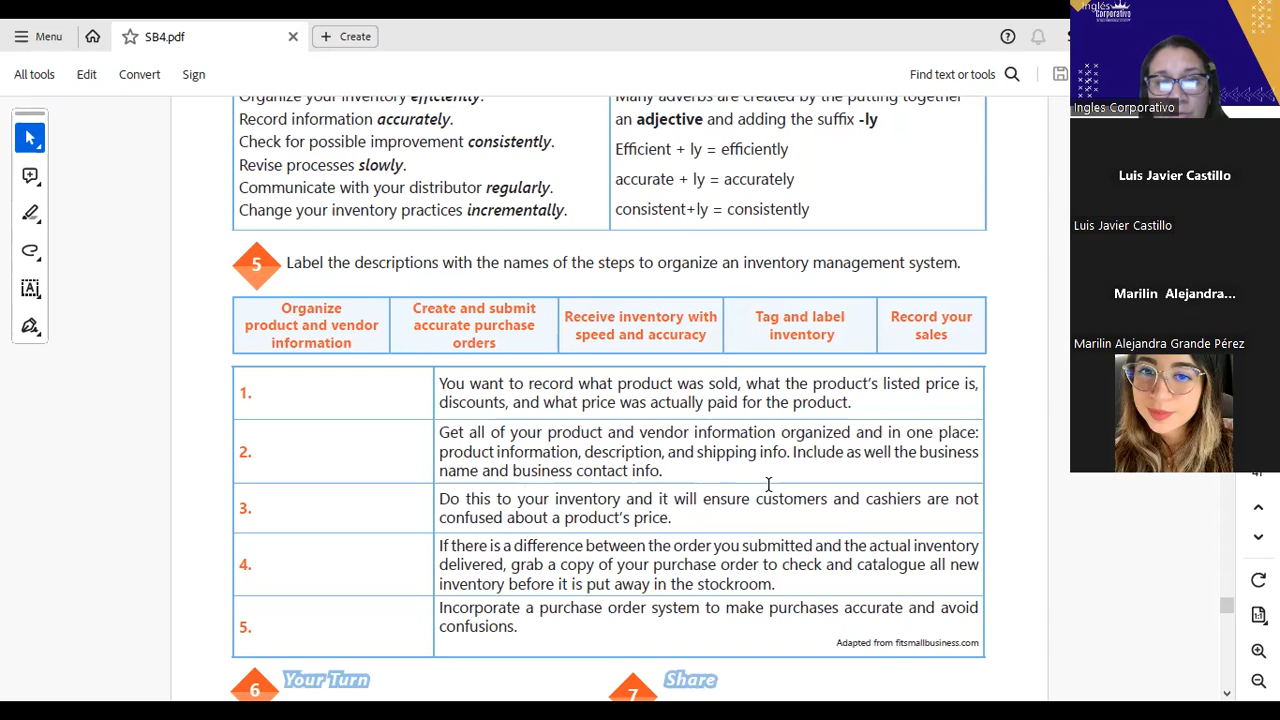 Menu
SB4.pdf
Create
All tools
Edit
Convert
Sign
Find text or tools
Organize your inventory efficiently.
Record information accurately.
Check for possible improvement consistently.
Revise processes slowly.
Communicate with your distributor regularly.
Change your inventory practices incrementally.
Many adverbs are created by the putting together
an adjective and adding the suffix -ly
Efficient + ly = efficiently
accurate + ly = accurately
consistent+ly = consistently
5
Label the descriptions with the names of the steps to organize an inventory management system.
Organize
product and vendor
information
Create and submit
accurate purchase
orders
Receive inventory with
speed and accuracy
Tag and label
inventory
Record your
sales
1.
You want to record what product was sold, what the product's listed price is,
discounts, and what price was actually paid for the product.
2.
Get all of your product and vendor information organized and in one place:
product information, description, and shipping info. Include as well the business
name and business contact info.
3.
Do this to your inventory and it will ensure customers and cashiers are not
confused about a product's price.
4.
If there is a difference between the order you submitted and the actual inventory
delivered, grab a copy of your purchase order to check and catalogue all new
inventory before it is put away in the stockroom.
5.
Incorporate a purchase order system to make purchases accurate and avoid
confusions.
Adapted from fitsmallbusiness.com
6
Your Turn
7
Share
Inglés
Corporativo
Ingles Corporativo
Luis Javier Castillo
Luis Javier Castillo
Marilin Alejandra...
Marilin Alejandra Grande Pérez